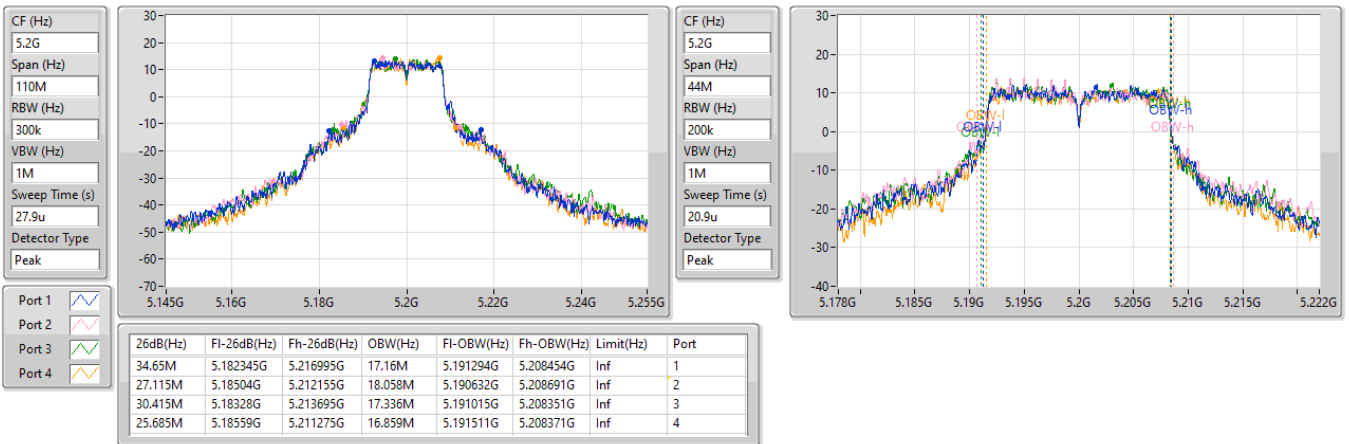 CF (Hz)
5.2G
Span (Hz)
110M
RBW (Hz)
300k
VBW (Hz)
1M
Sweep Time (s)
27.9u
Detector Type
Peak
Port 1
Port 2
Port 3
Port 4
30
20
10
0
-10
-20
-30
-40
-50
-60
-70
5.145G 5.16G 5.18G 5.2G 5.22G 5.24G 5.255G
CF (Hz)
5.2G
Span (Hz)
44M
RBW (Hz)
200k
VBW (Hz)
1M
Sweep Time (s)
20.9u
Detector Type
Peak
30
20
10
0
-10
-20
-30
-40
OBW-l
OBW-l
OBW-h
OBW-h
5.178G 5.185G 5.19G 5.195G 5.2G 5.205G 5.21G 5.215G 5.222G
26dB(Hz) Fl-26dB(Hz) Fh-26dB(Hz) OBW(Hz) Fl-OBW(Hz) Fh-OBW(Hz) Limit(Hz) Port
34.65M 5.182345G 5.216995G 17.16M 5.191294G 5.208454G Inf 1
27.115M 5.18504G 5.212155G 18.058M 5.190632G 5.208691G Inf 2
30.415M 5.18328G 5.213695G 17.336M 5.191015G 5.208351G Inf 3
25.685M 5.18559G 5.211275G 16.859M 5.191511G 5.208371G Inf 4